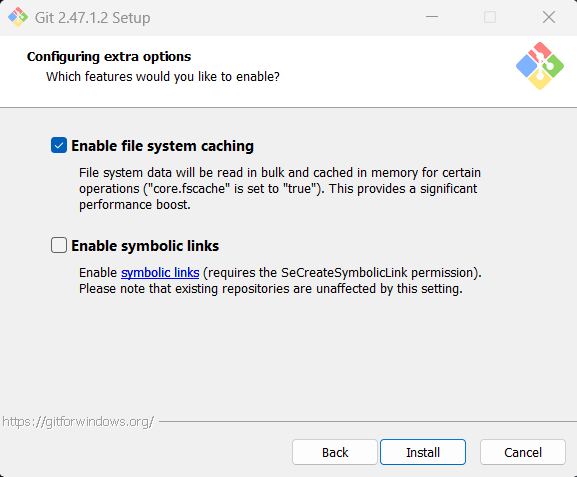 Git 2.47.1.2 Setup
Configuring extra options
Which features would you like to enable?
Enable file system caching
File system data will be read in bulk and cached in memory for certain
operations ("core.fscache" is set to "true"). This provides a significant
performance boost.
Enable symbolic links
Enable symbolic links (requires the SeCreateSymbolicLink permission).
Please note that existing repositories are unaffected by this setting.
https://gitforwindows.org/
Back Install Cancel